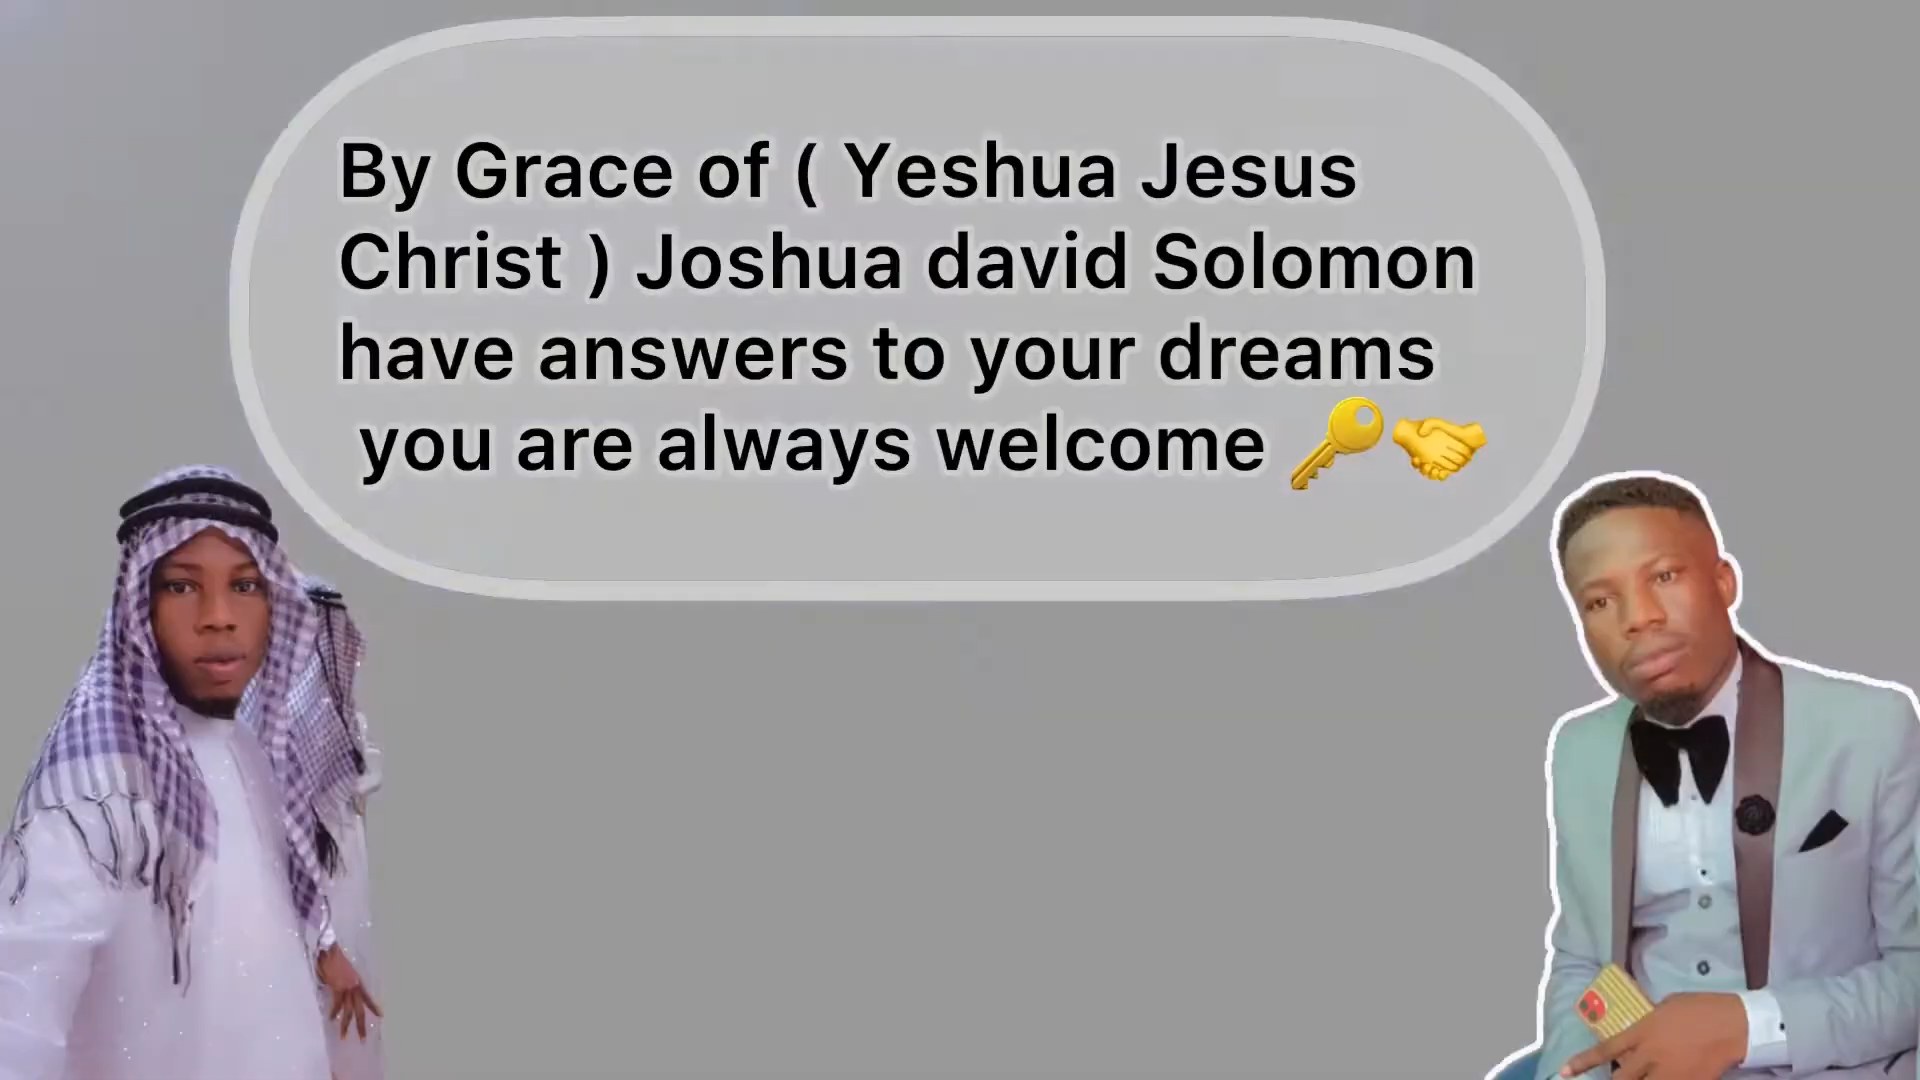 By Grace of ( Yeshua Jesus
Christ ) Joshua david Solomon
have answers to your dreams
you are always welcome 🔑🤝